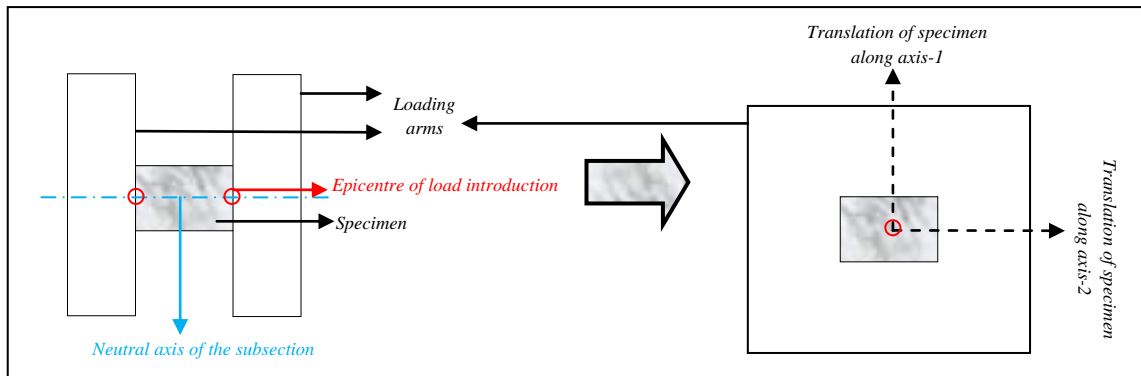 Translation of specimen
along axis-1
Loading
arms
Epicentre of load introduction
Specimen
Neutral axis of the subsection
Translation of specimen
along axis-2